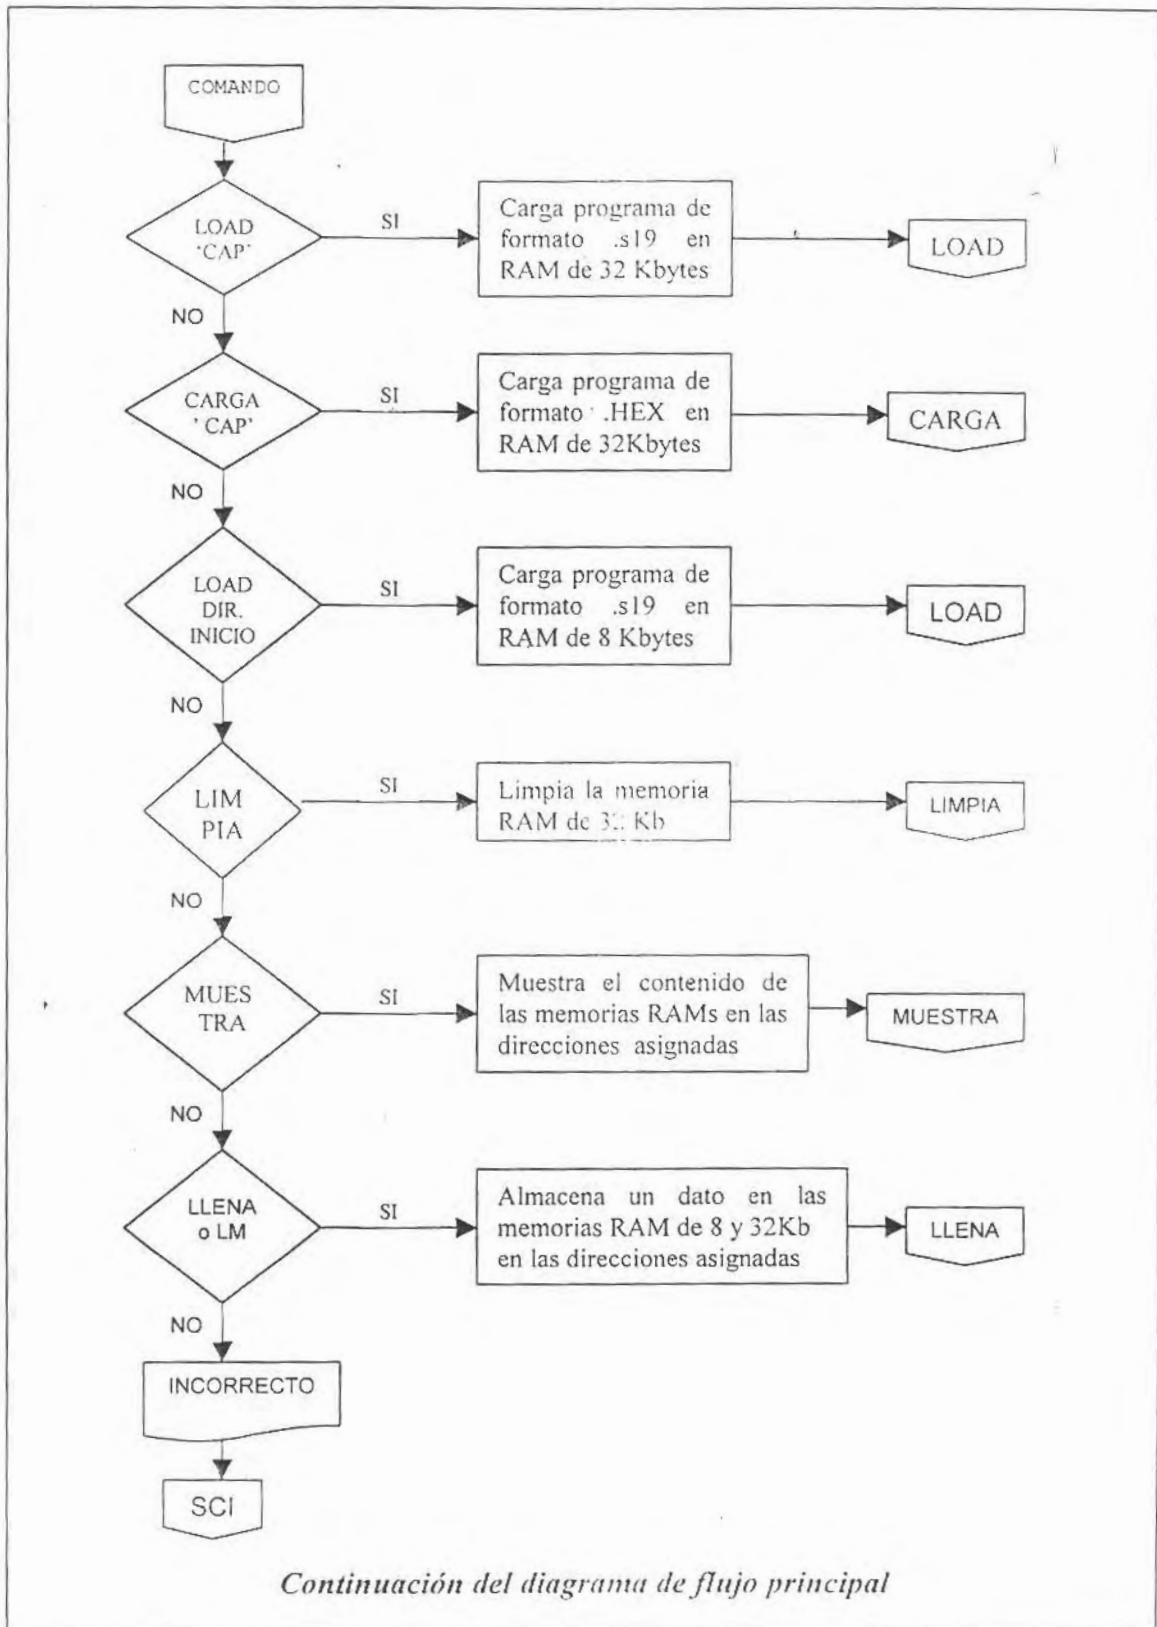 COMANDO
LOAD
'CAP'
SI
Carga programa de
formato .s19 en
RAM de 32 Kbytes
LOAD
NO
CARGA
'CAP'
SI
Carga programa de
formato .HEX en
RAM de 32Kbytes
CARGA
NO
LOAD
DIR.
INICIO
SI
Carga programa de
formato .s19 en
RAM de 8 Kbytes
LOAD
NO
LIM
PIA
SI
Limpia la memoria
RAM de 32 Kb
LIMPIA
NO
MUES
TRA
SI
Muestra el contenido de
las memorias RAMs en las
direcciones asignadas
MUESTRA
NO
LLENA
o LM
SI
Almacena un dato en las
memorias RAM de 8 y 32Kb
en las direcciones asignadas
LLENA
NO
INCORRECTO
SCI
Continuación del diagrama de flujo principal